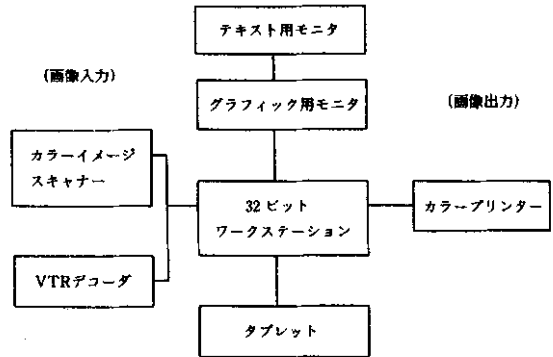 テキスト用モニタ
(画像入力)
グラフィック用モニタ
(画像出力)
カラーイメージ
スキャナー
32ビット
ワークステーション
カラープリンター
VTRデコーダ
タブレット